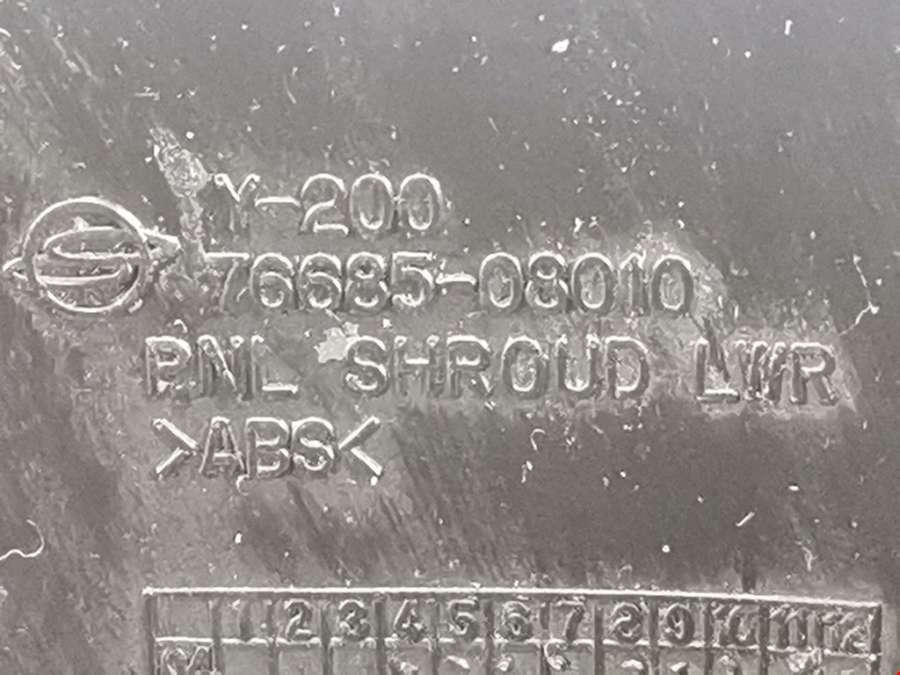 Y-200
76685-08010
PNL SHROUD LWR
>ABS<
1 2 3 4 5 6 7 8 9 10 11 12